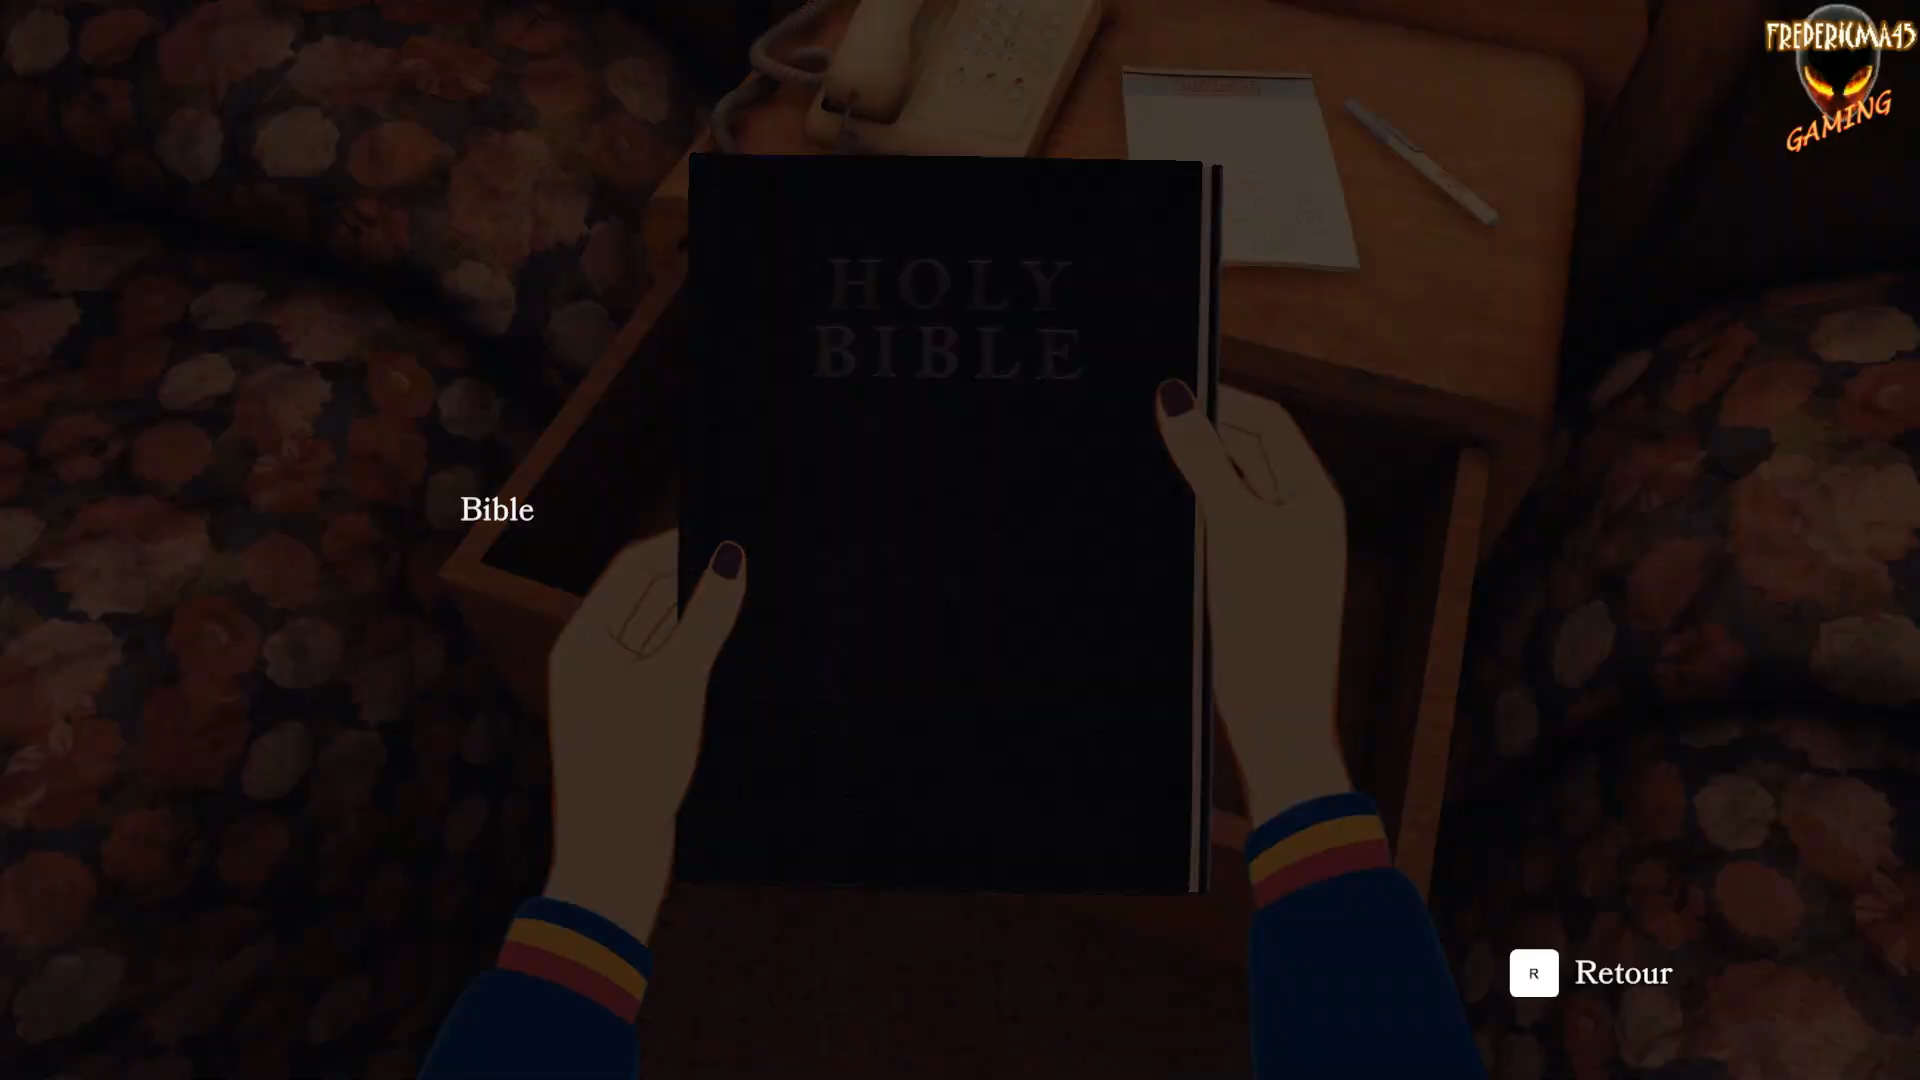 FREDERICMA45
GAMING
HOLY
BIBLE
Bible
R Retour